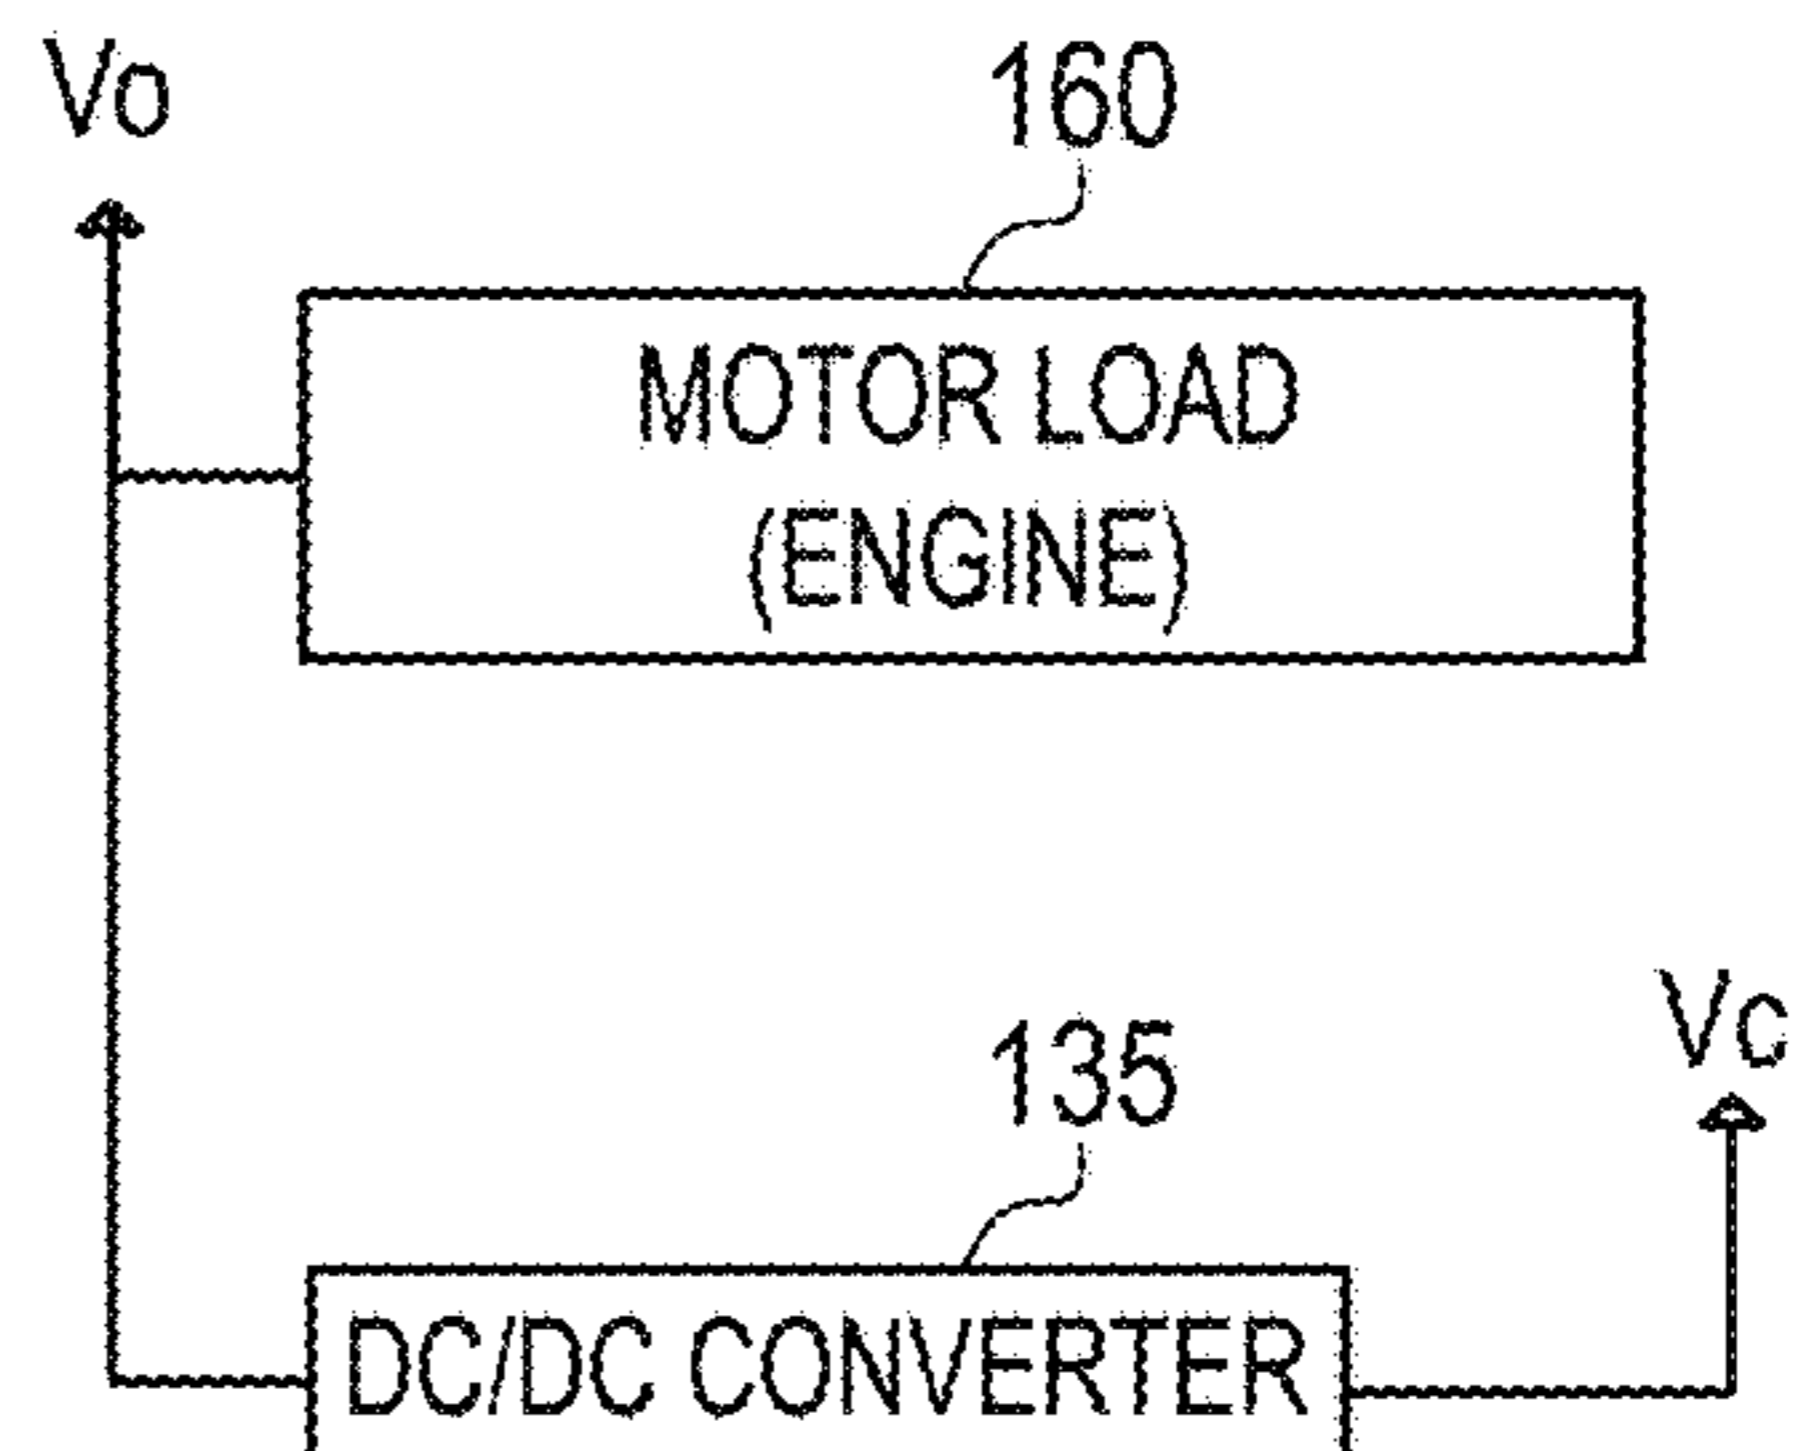 Vo
160
MOTOR LOAD
(ENGINE)
Vc
135
DC/DC CONVERTER